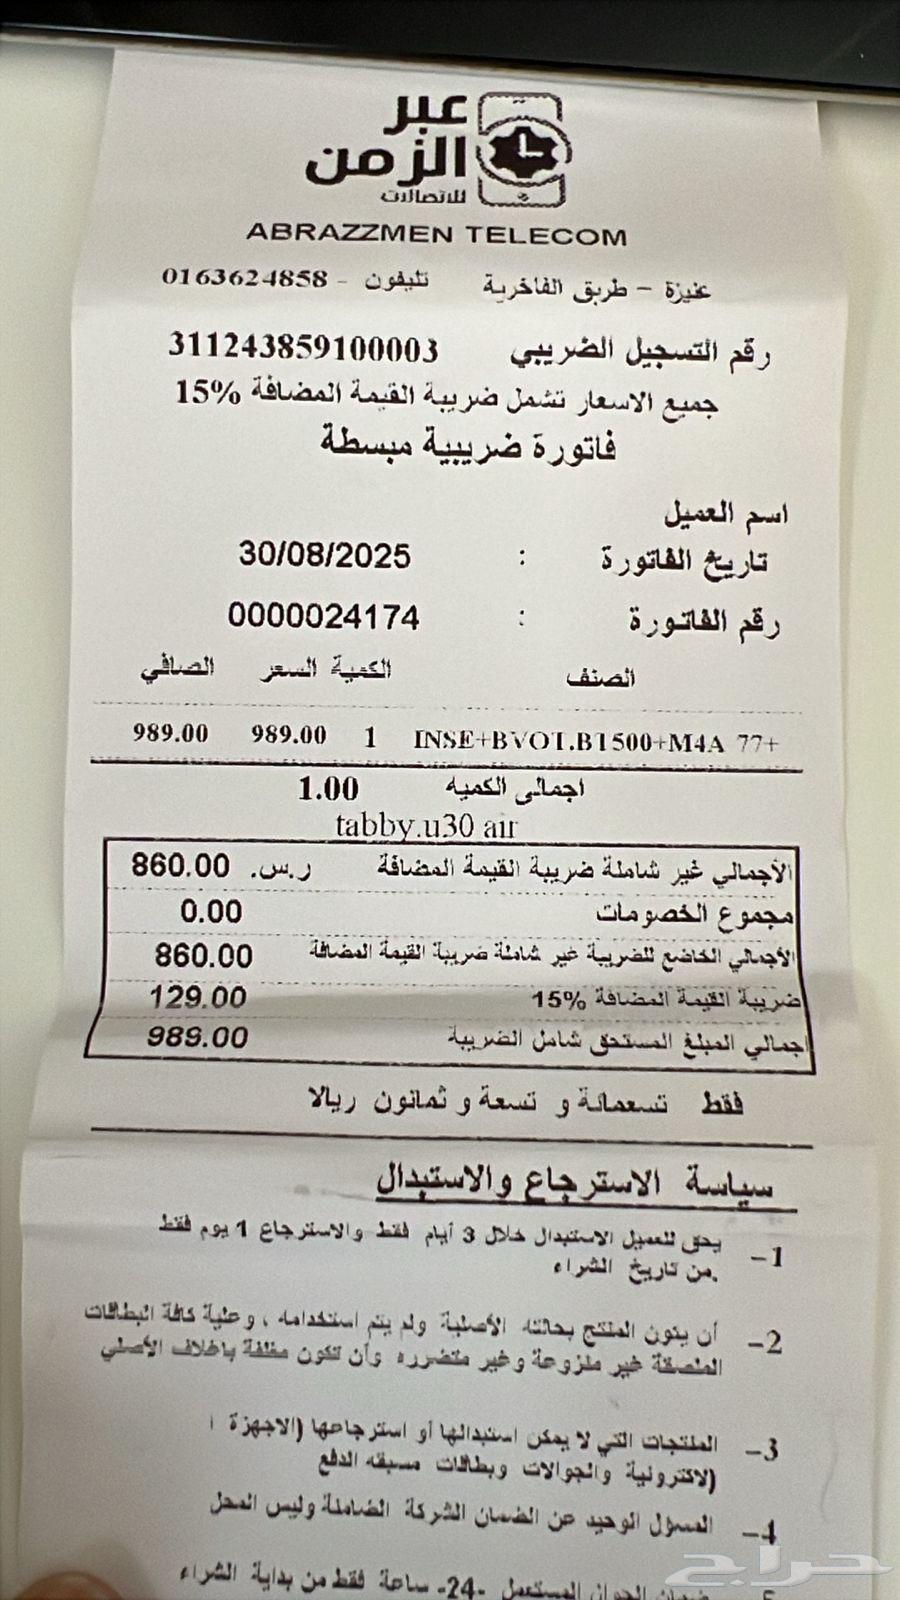 عبر
الزمن
للاتصالات
ABRAZZMEN TELECOM
عنيزة - طريق الفاخرية تليفون - 0163624858
رقم التسجيل الضريبي 311243859100003
جميع الاسعار تشمل ضريبة القيمة المضافة %15
فاتورة ضريبية مبسطة
اسم العميل
تاريخ الفاتورة : 30/08/2025
رقم الفاتورة : 0000024174
الصنف الكمية السعر الصافي
INSE+BVOT.B1500+M4A 77+ 1 989.00 989.00
اجمالى الكميه 1.00
tabby.u30 air
الأجمالي غير شاملة ضريبة القيمة المضافة ر.س. 860.00
مجموع الخصومات 0.00
الأجمالي الخاضع للضريبة غير شاملة ضريبة القيمة المضافة 860.00
ضريبة القيمة المضافة %15 129.00
اجمالي المبلغ المستحق شامل الضريبة 989.00
فقط تسعمائة و تسعة و ثمانون ريالا
سياسة الاسترجاع والاستبدال
1- يحق للعميل الاستبدال خلال 3 أيام فقط والاسترجاع 1 يوم فقط
من تاريخ الشراء.
2- أن يكون المنتج بحالته الأصلية ولم يتم استخدامه ، وعلية كافة البطاقات
الملصقة غير منزوعة وغير متضرره وأن تكون مغلفة باغلاف الأصلي
3- المنتجات التي لا يمكن استبدالها أو استرجاعها (الاجهزة ا
لاكترونية والجوالات وبطاقات مسبقه الدفع)
4- المسؤل الوحيد عن الضمان الشركة الضامنة وليس المحل
5- ضمان الجوال المستعمل -24- ساعة فقط من بداية الشراء
حراج